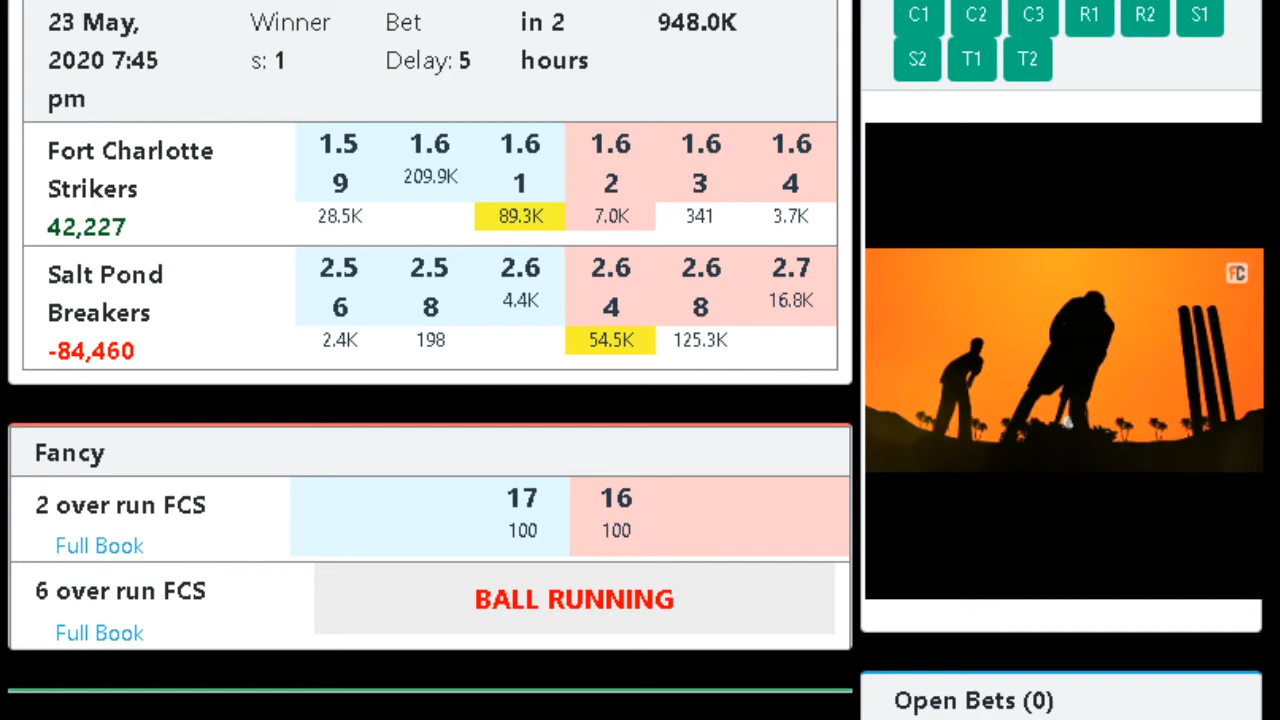 23 May,
2020 7:45
pm
Winner
s: 1
Bet
Delay: 5
in 2
hours
948.0K
Fort Charlotte
Strikers
42,227
1.5 1.6 1.6 1.6 1.6 1.6
9 209.9K 1 2 3 4
28.5K 89.3K 7.0K 341 3.7K
Salt Pond
Breakers
-84,460
2.5 2.5 2.6 2.6 2.6 2.7
6 8 4.4K 4 8 16.8K
2.4K 198 54.5K 125.3K
Fancy
2 over run FCS
Full Book
17 16
100 100
6 over run FCS
Full Book
BALL RUNNING
C1 C2 C3 R1 R2 S1
S2 T1 T2
FC
Open Bets (0)